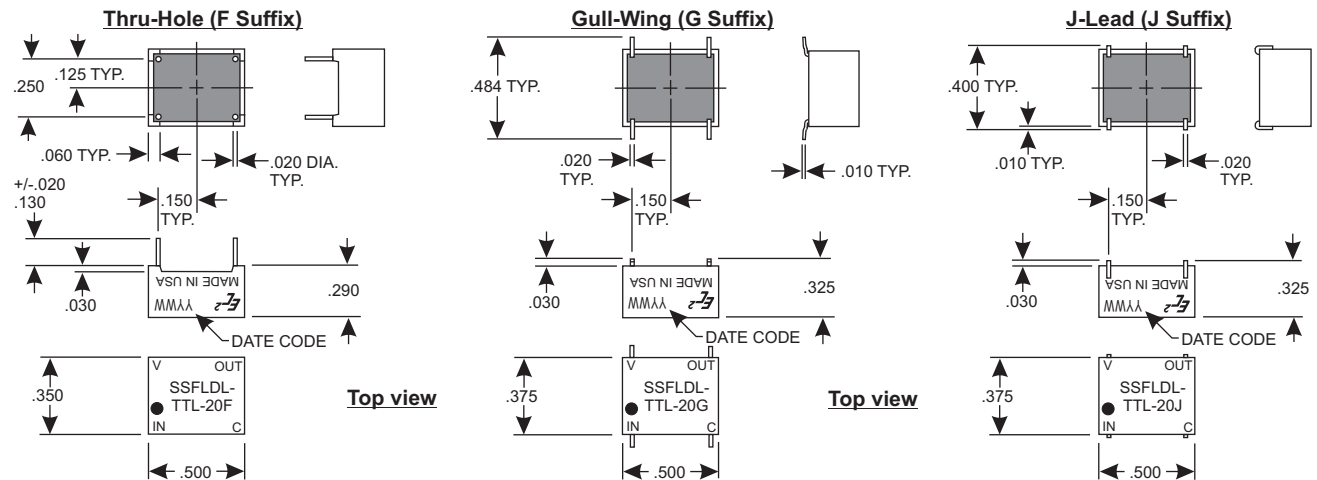 Thru-Hole (F Suffix)
.250
.125 TYP.
.060 TYP.
.020 DIA.
TYP.
+/-.020
.130
.150
TYP.
.030
MADE IN USA
YYWW
EC²
.290
DATE CODE
.350
V OUT
SSFLDL-
TTL-20F
IN C
.500
Top view
Gull-Wing (G Suffix)
.484 TYP.
.020
TYP.
.010 TYP.
.150
TYP.
.030
MADE IN USA
YYWW
EC²
.325
DATE CODE
.375
V OUT
SSFLDL-
TTL-20G
IN C
.500
Top view
J-Lead (J Suffix)
.400 TYP.
.010 TYP.
.020
TYP.
.150
TYP.
.030
MADE IN USA
YYWW
EC²
.325
DATE CODE
.375
V OUT
SSFLDL-
TTL-20J
IN C
.500